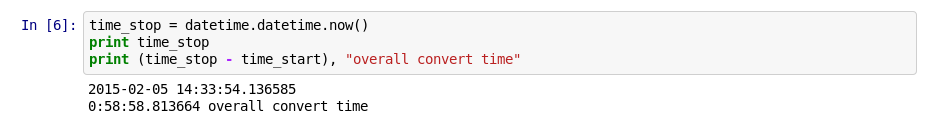 In [6]: time_stop = datetime.datetime.now()
print time_stop
print (time_stop - time_start), "overall convert time"
2015-02-05 14:33:54.136585
0:58:58.813664 overall convert time